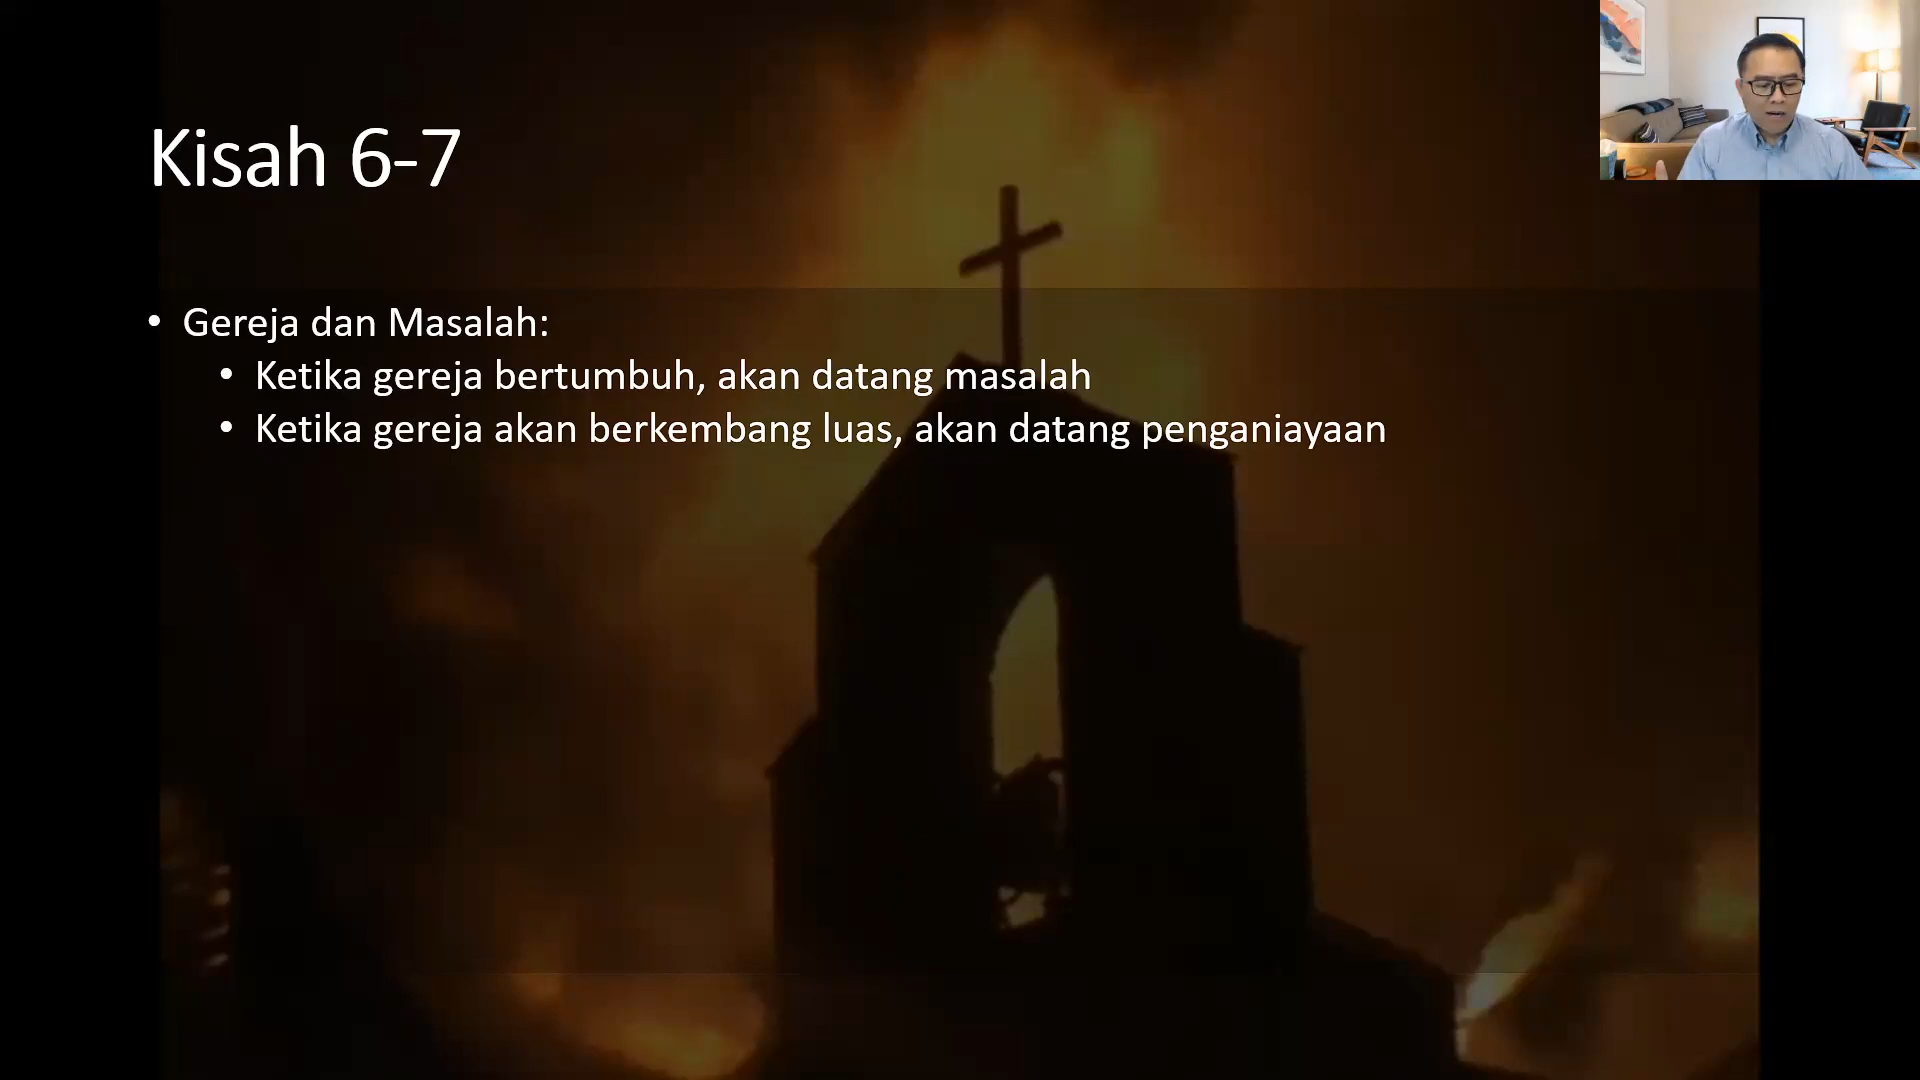 Kisah 6-7
• Gereja dan Masalah:
• Ketika gereja bertumbuh, akan datang masalah
• Ketika gereja akan berkembang luas, akan datang penganiayaan